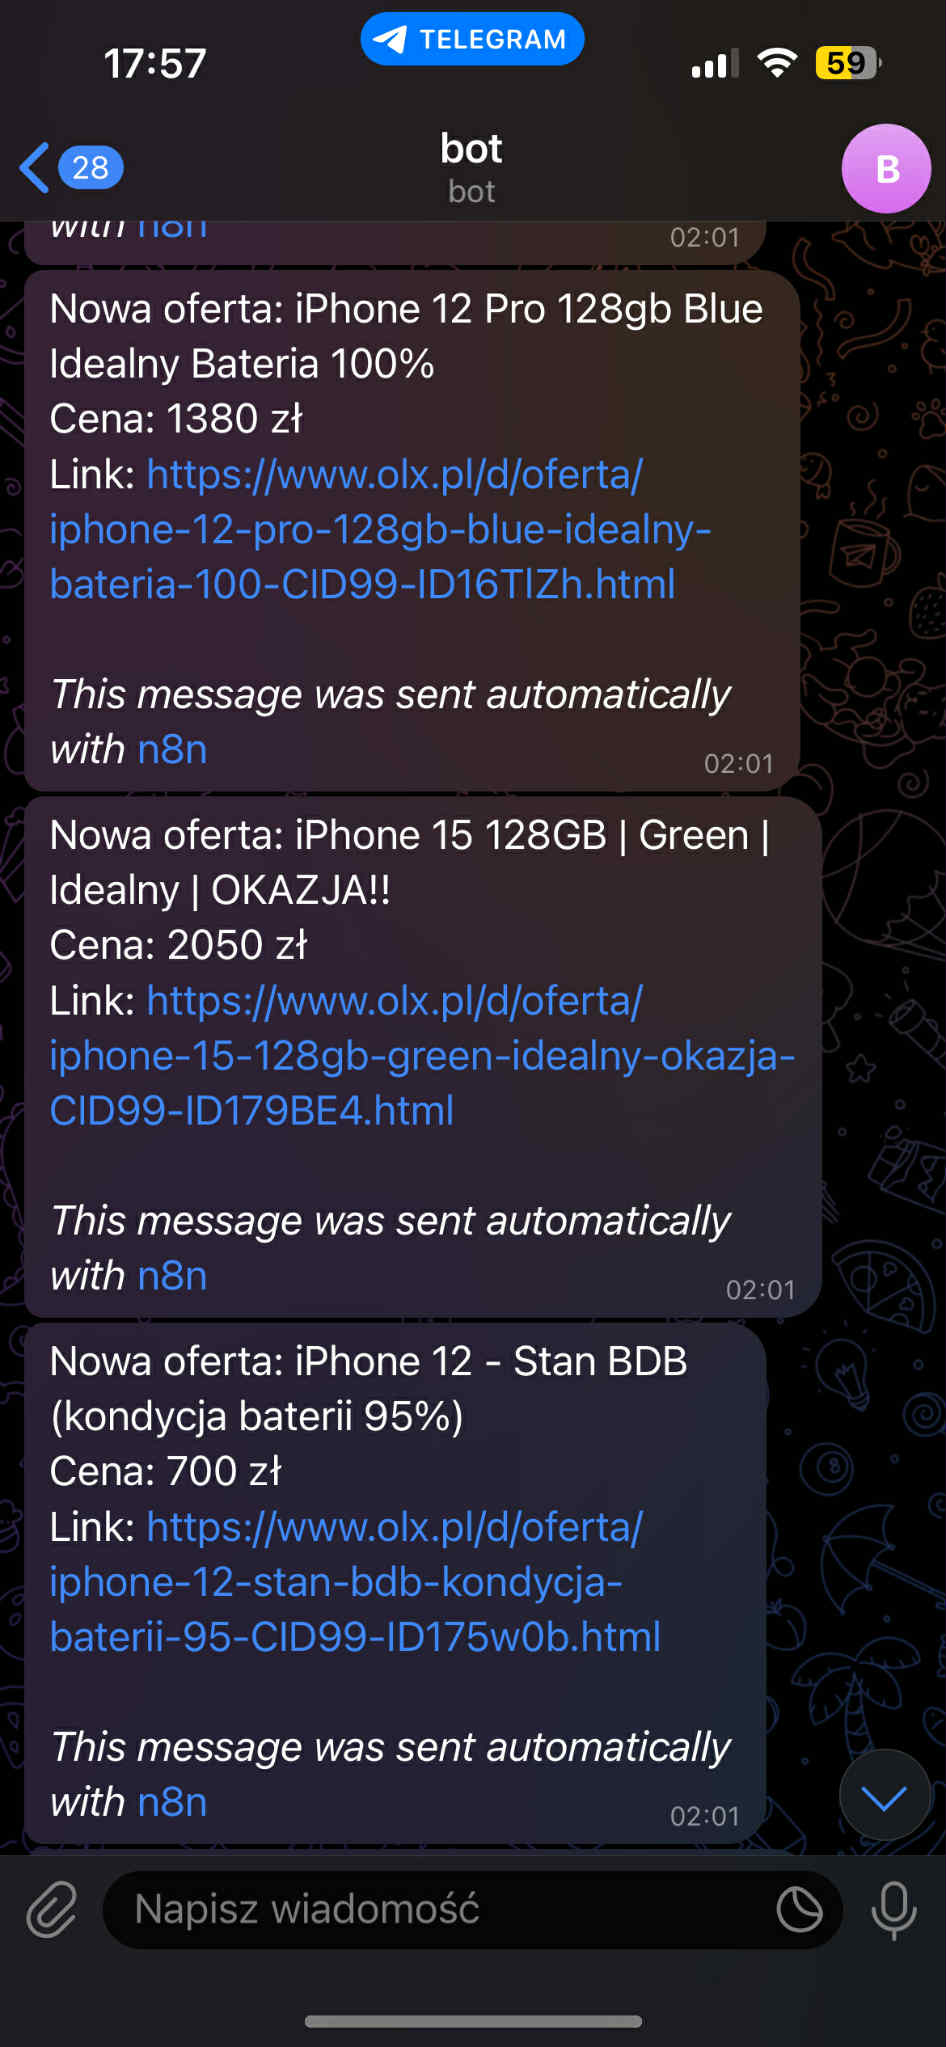 17:57
TELEGRAM
59
28
bot
bot
B
with n8n
02:01
Nowa oferta: iPhone 12 Pro 128gb Blue
Idealny Bateria 100%
Cena: 1380 zł
Link: https://www.olx.pl/d/oferta/
iphone-12-pro-128gb-blue-idealny-
bateria-100-CID99-ID16TlZh.html
This message was sent automatically
with n8n
02:01
Nowa oferta: iPhone 15 128GB | Green |
Idealny | OKAZJA!!
Cena: 2050 zł
Link: https://www.olx.pl/d/oferta/
iphone-15-128gb-green-idealny-okazja-
CID99-ID179BE4.html
This message was sent automatically
with n8n
02:01
Nowa oferta: iPhone 12 - Stan BDB
(kondycja baterii 95%)
Cena: 700 zł
Link: https://www.olx.pl/d/oferta/
iphone-12-stan-bdb-kondycja-
baterii-95-CID99-ID175w0b.html
This message was sent automatically
with n8n
02:01
Napisz wiadomość